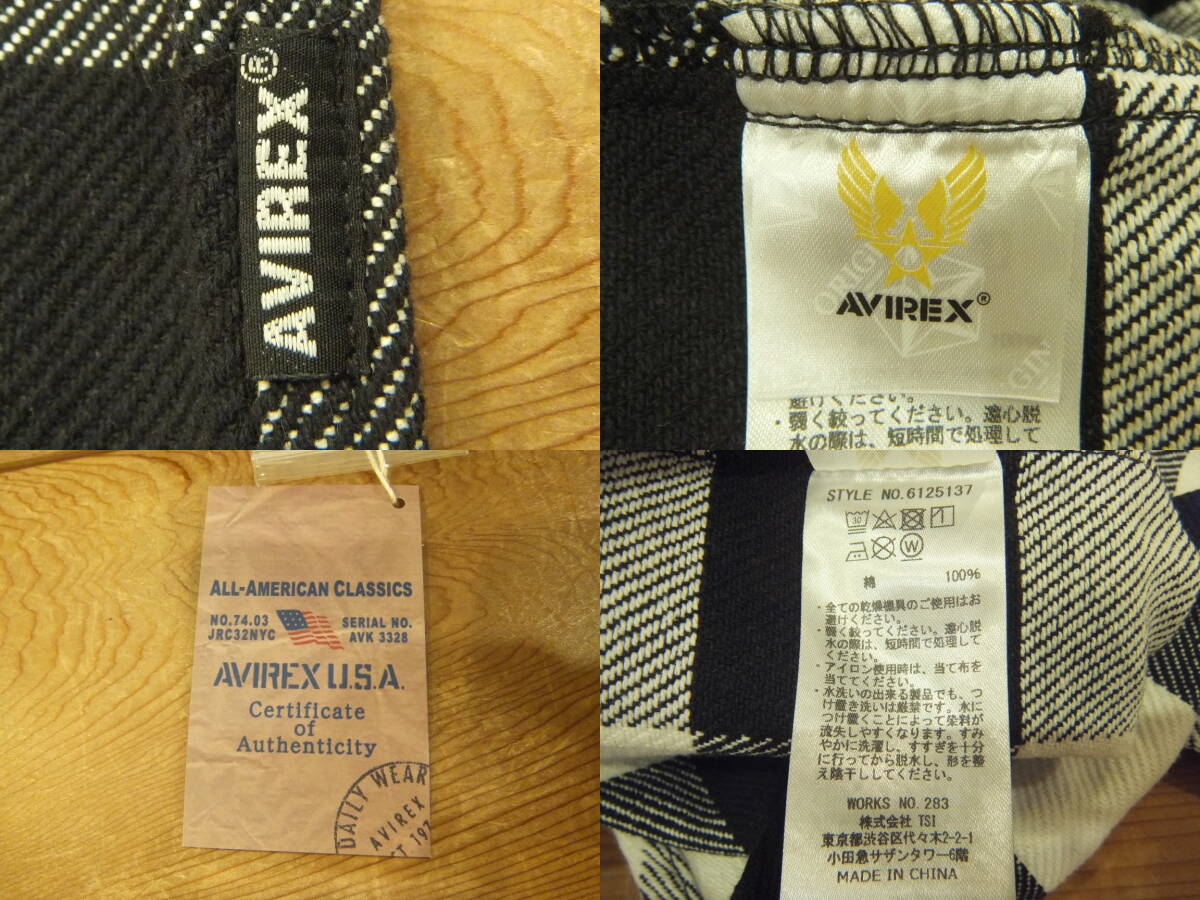 AVIREX®
ORIGIN
AVIREX®
GIN
避けください。
・弱く絞ってください。遠心脱
水の際は、短時間で処理して
ALL-AMERICAN CLASSICS
NO.74.03
JRC32NYC
SERIAL NO.
AVK 3328
AVIREX U.S.A.
Certificate
of
Authenticity
DAILY WEAR
AVIREX
STYLE NO.6125137
30
W
綿 100%
・全ての乾燥機具のご使用はお
避けください。
・弱く絞ってください。遠心脱
水の際は、短時間で処理して
ください。
・アイロン使用時は、当て布を
当ててください。
・水洗いの出来る製品でも、つ
け置き洗いは厳禁です。水に
つけ置くことによって染料が
流失しやすくなります。すみ
やかに洗濯し、すすぎを十分
に行ってから脱水し、形を整
え陰干ししてください。
WORKS NO. 283
株式会社 TSI
東京都渋谷区代々木2-2-1
小田急サザンタワー6階
MADE IN CHINA